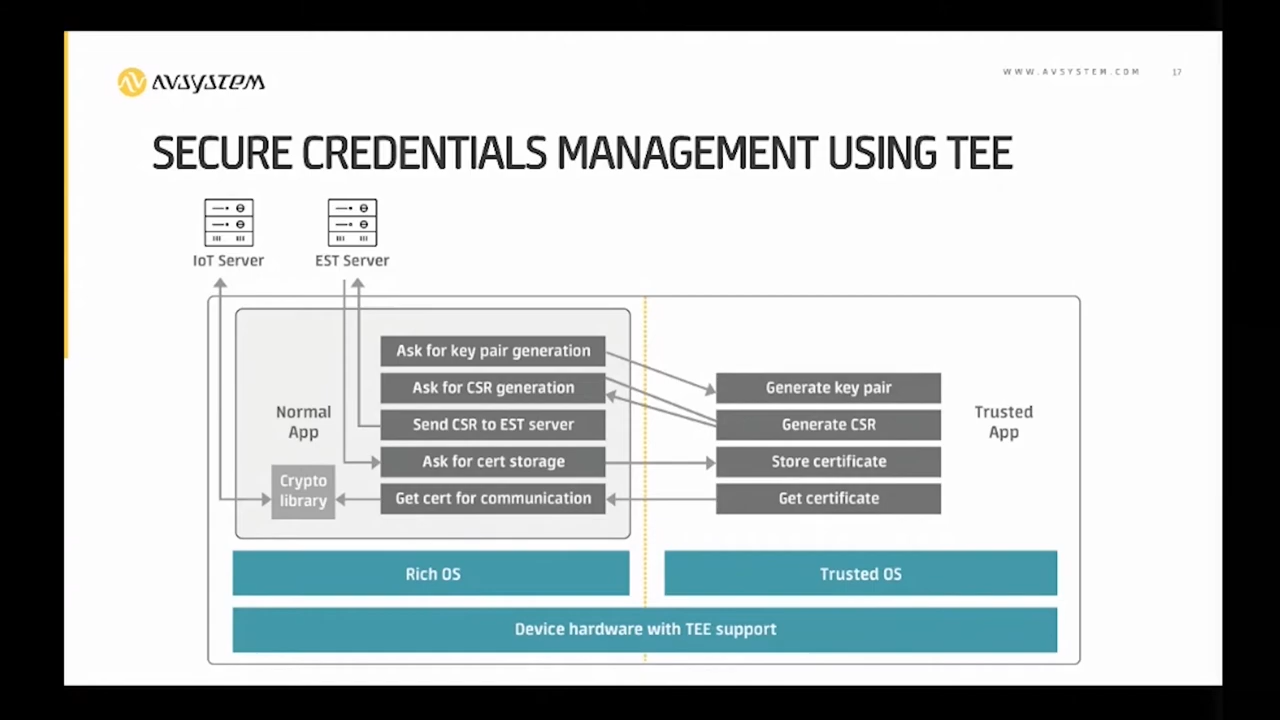 AVSYSTEM
WWW.AVSYSTEM.COM 17
SECURE CREDENTIALS MANAGEMENT USING TEE
IoT Server
EST Server
Ask for key pair generation
Ask for CSR generation
Send CSR to EST server
Ask for cert storage
Get cert for communication
Normal
App
Crypto
library
Generate key pair
Generate CSR
Store certificate
Get certificate
Trusted
App
Rich OS
Trusted OS
Device hardware with TEE support